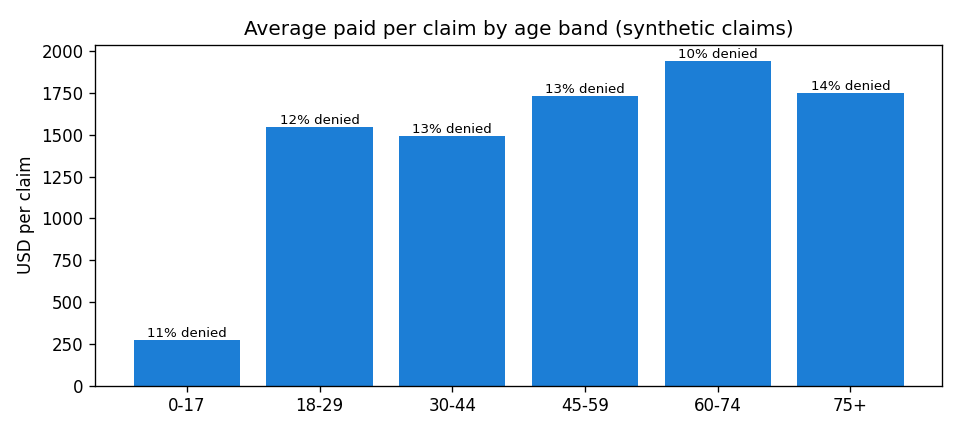 Average paid per claim by age band (synthetic claims)
USD per claim
2000
1750
1500
1250
1000
750
500
250
0
11% denied
12% denied
13% denied
13% denied
10% denied
14% denied
0-17
18-29
30-44
45-59
60-74
75+